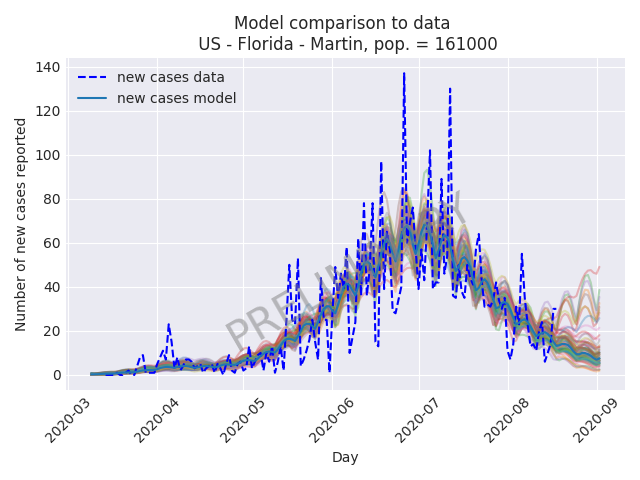 Model comparison to data
US - Florida - Martin, pop. = 161000
140
120
100
80
60
40
20
0
Number of new cases reported
new cases data
new cases model
PRELIMINARY
2020-03
2020-04
2020-05
2020-06
2020-07
2020-08
2020-09
Day